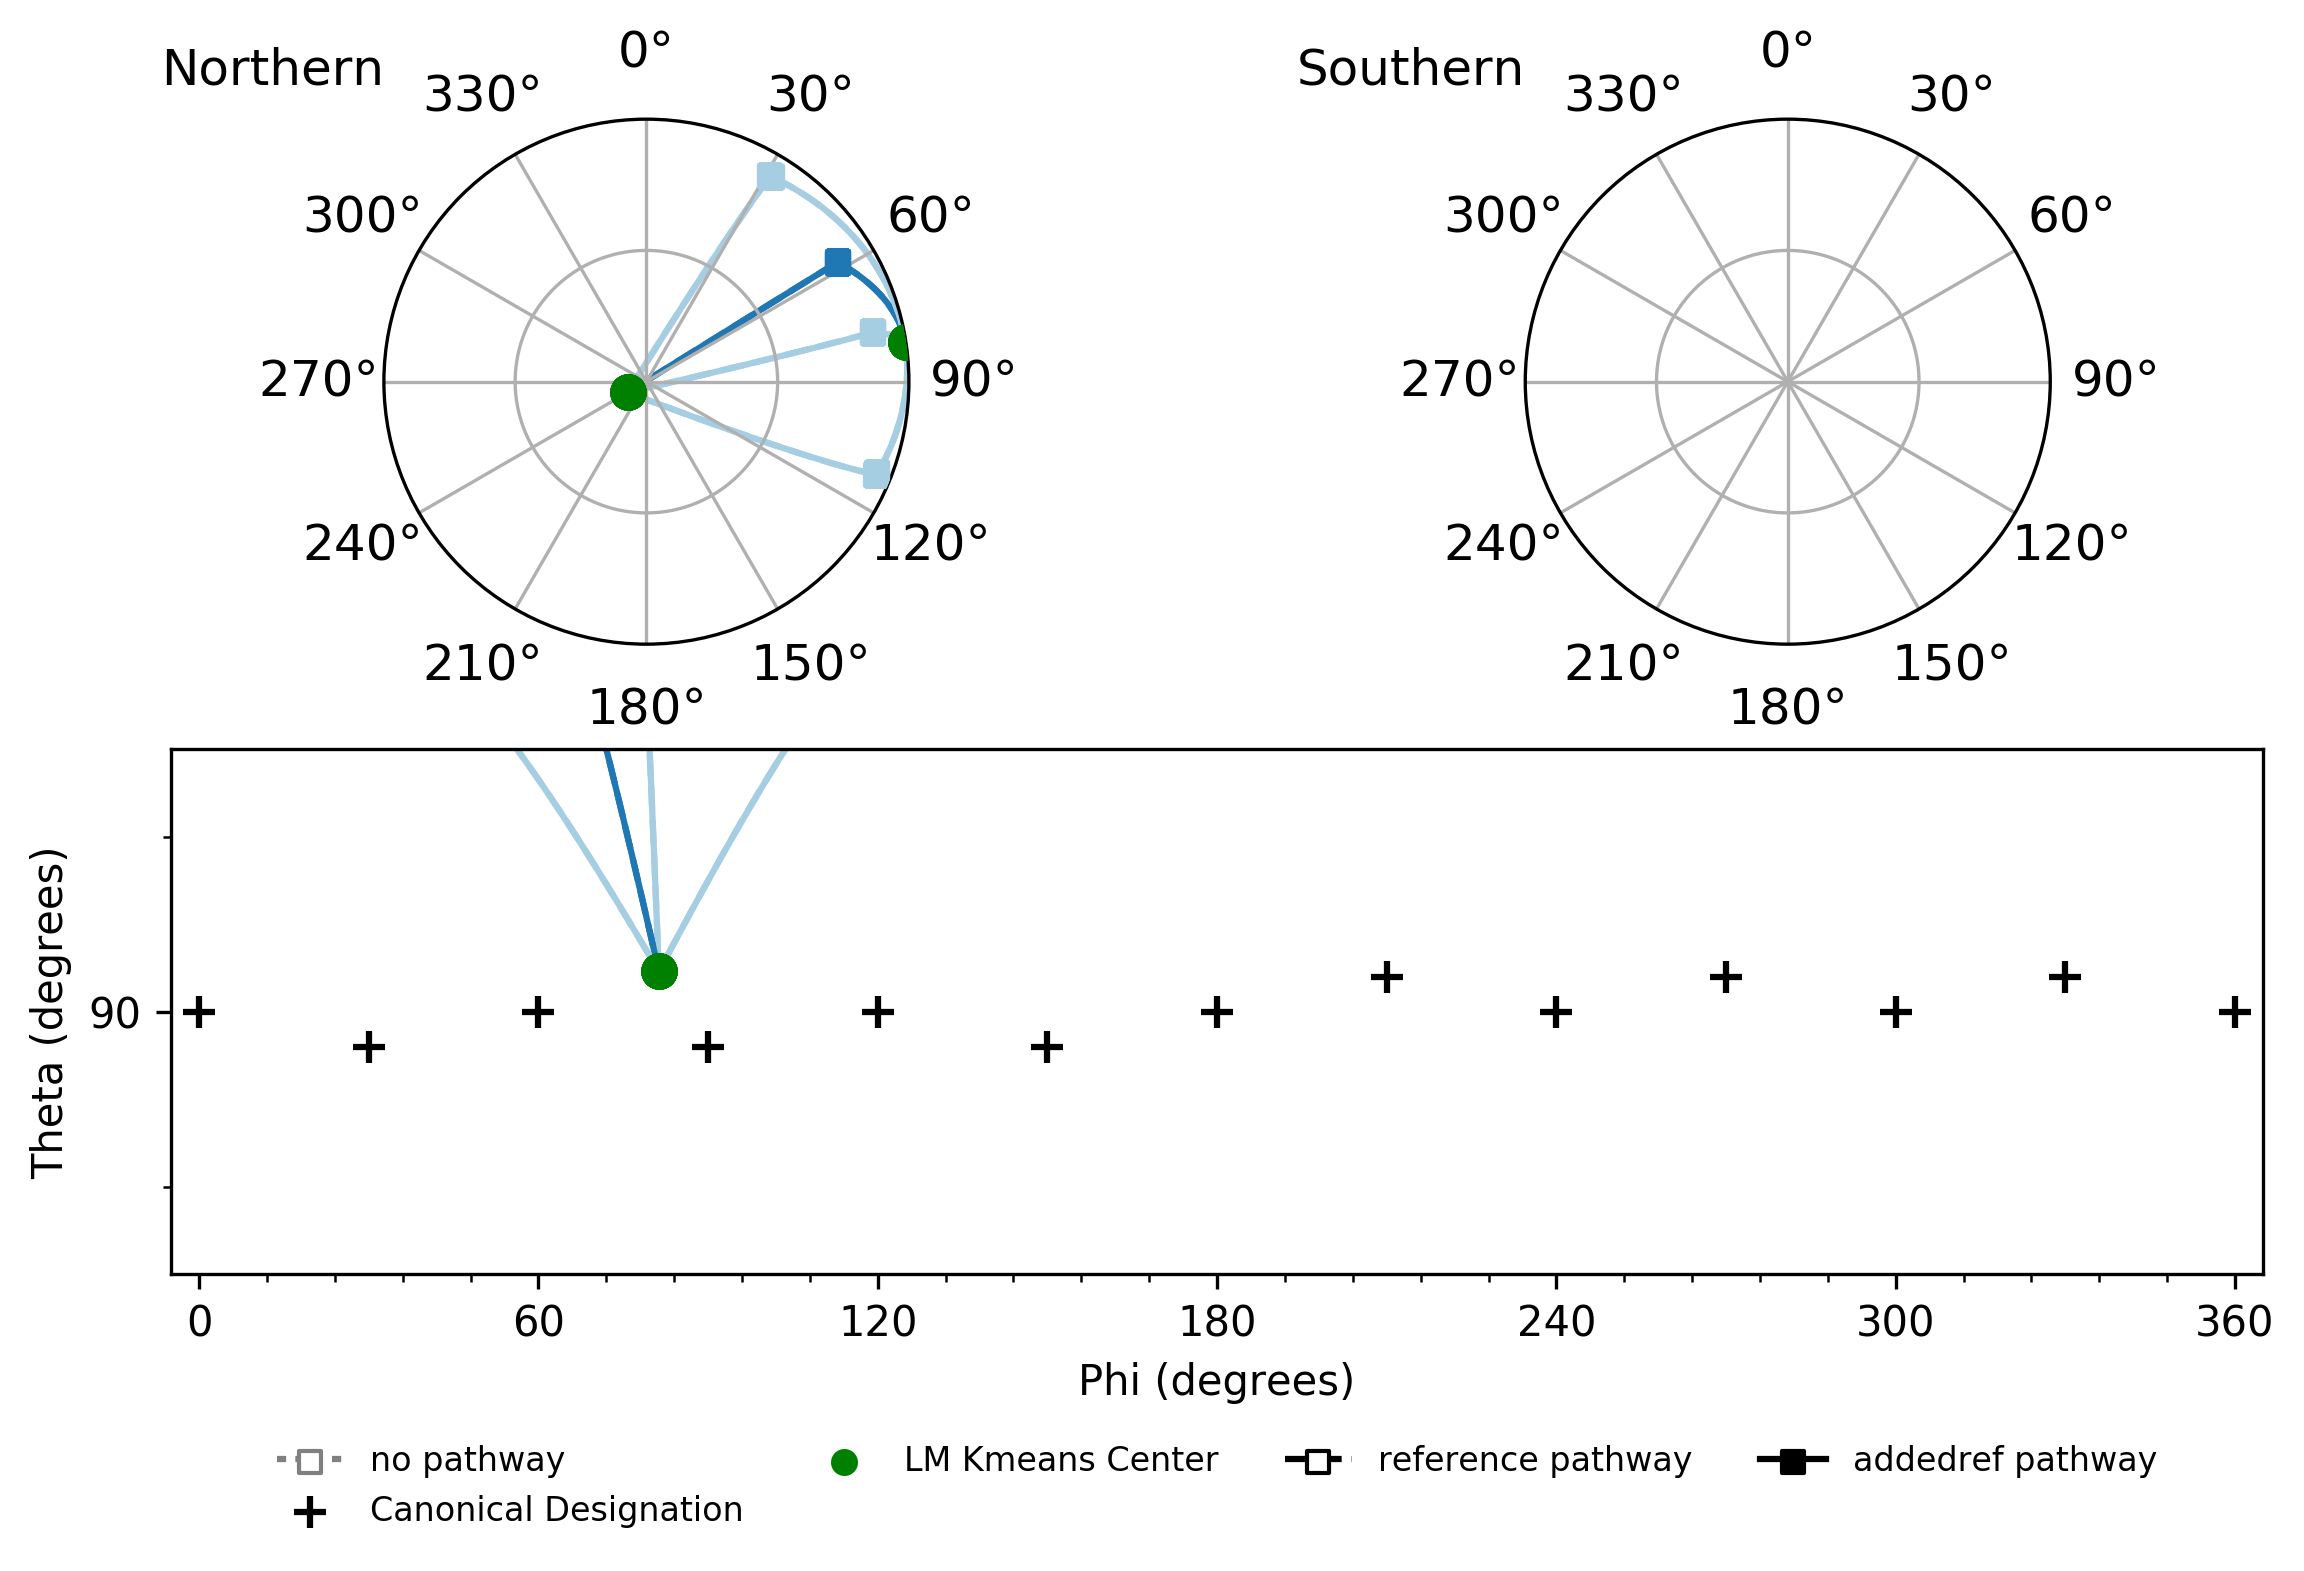 Northern
0°
30°
60°
90°
120°
150°
180°
210°
240°
270°
300°
330°
Southern
0°
30°
60°
90°
120°
150°
180°
210°
240°
270°
300°
330°
Theta (degrees)
90
0 60 120 180 240 300 360
Phi (degrees)
no pathway
Canonical Designation
LM Kmeans Center
reference pathway
addedref pathway